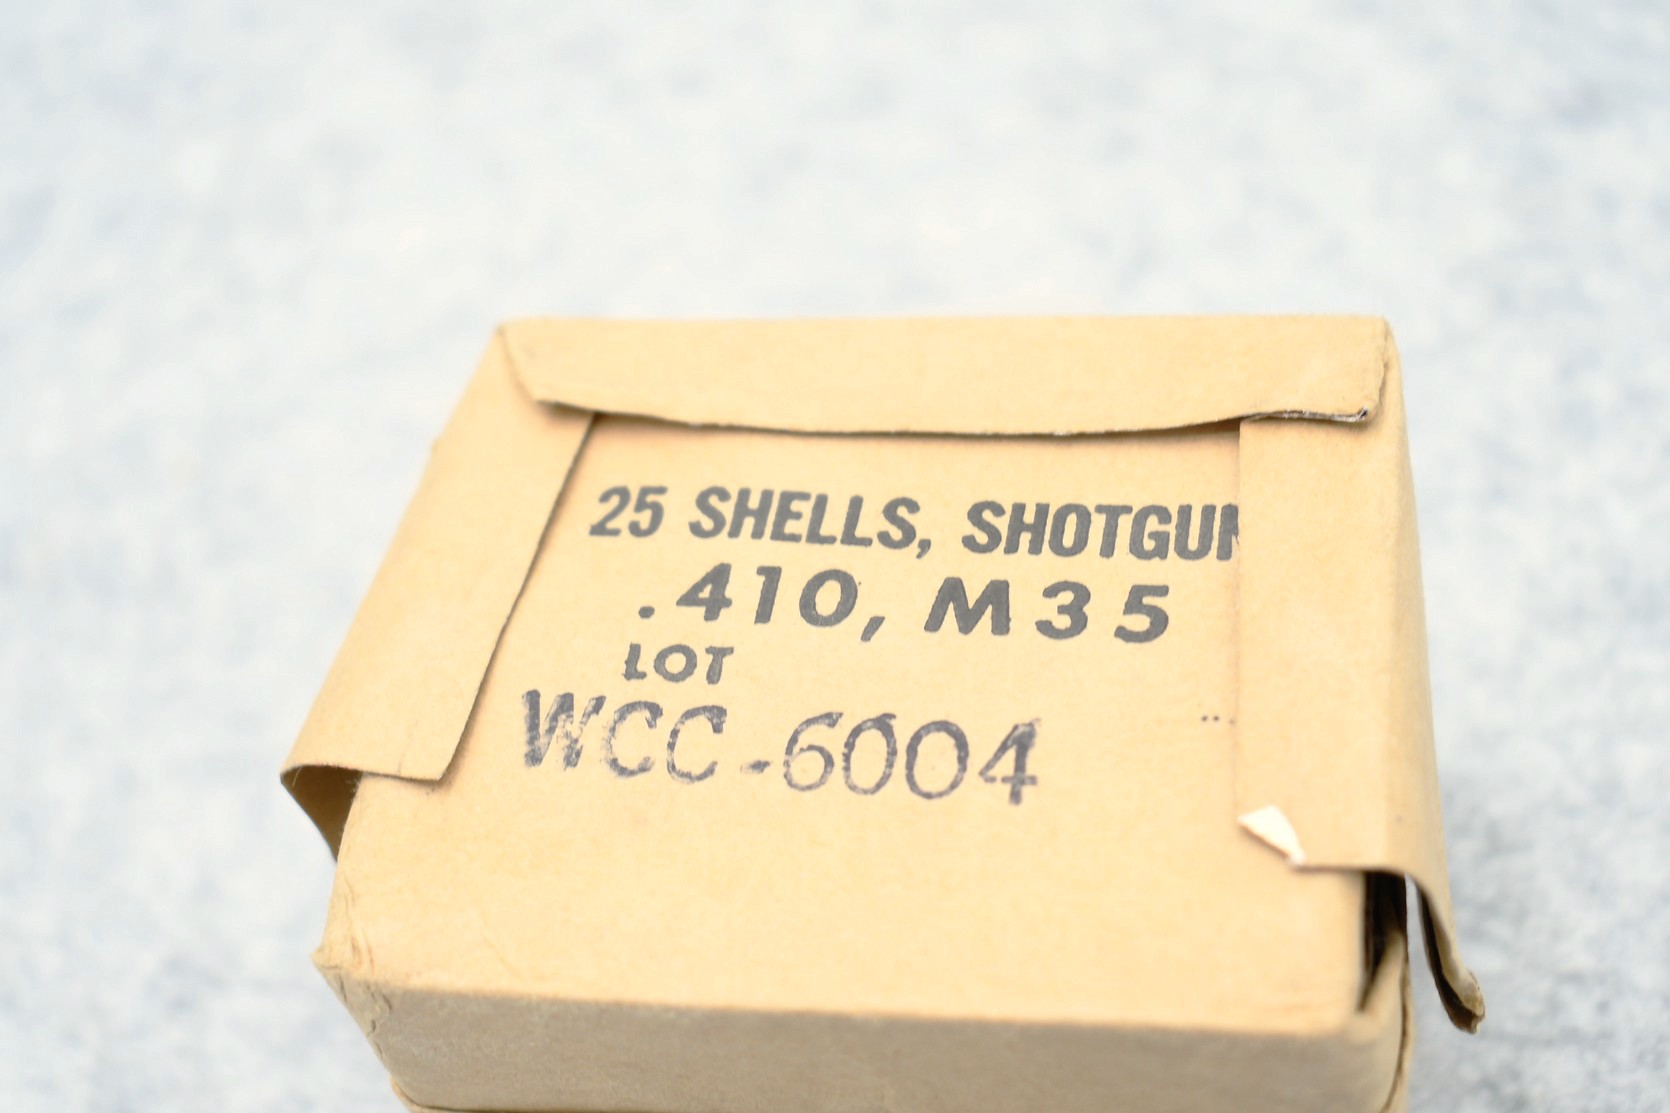 25 SHELLS, SHOTGUN
.410, M35
LOT
WCC-6004